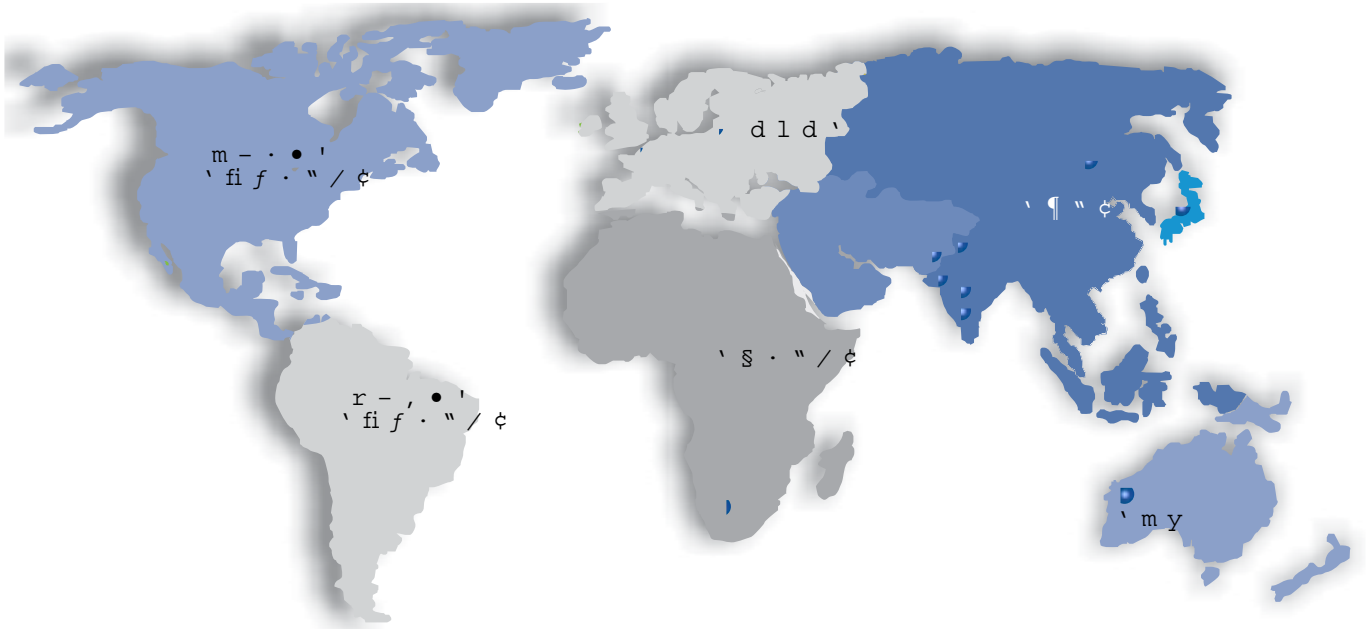 m – · ● '
‵ fi ƒ · ‶ / ¢
d l d ‵
‵ ¶ ‶ ¢
‵ § · ‶ / ¢
r – , ● '
‵ fi ƒ · ‶ / ¢
‵ m y